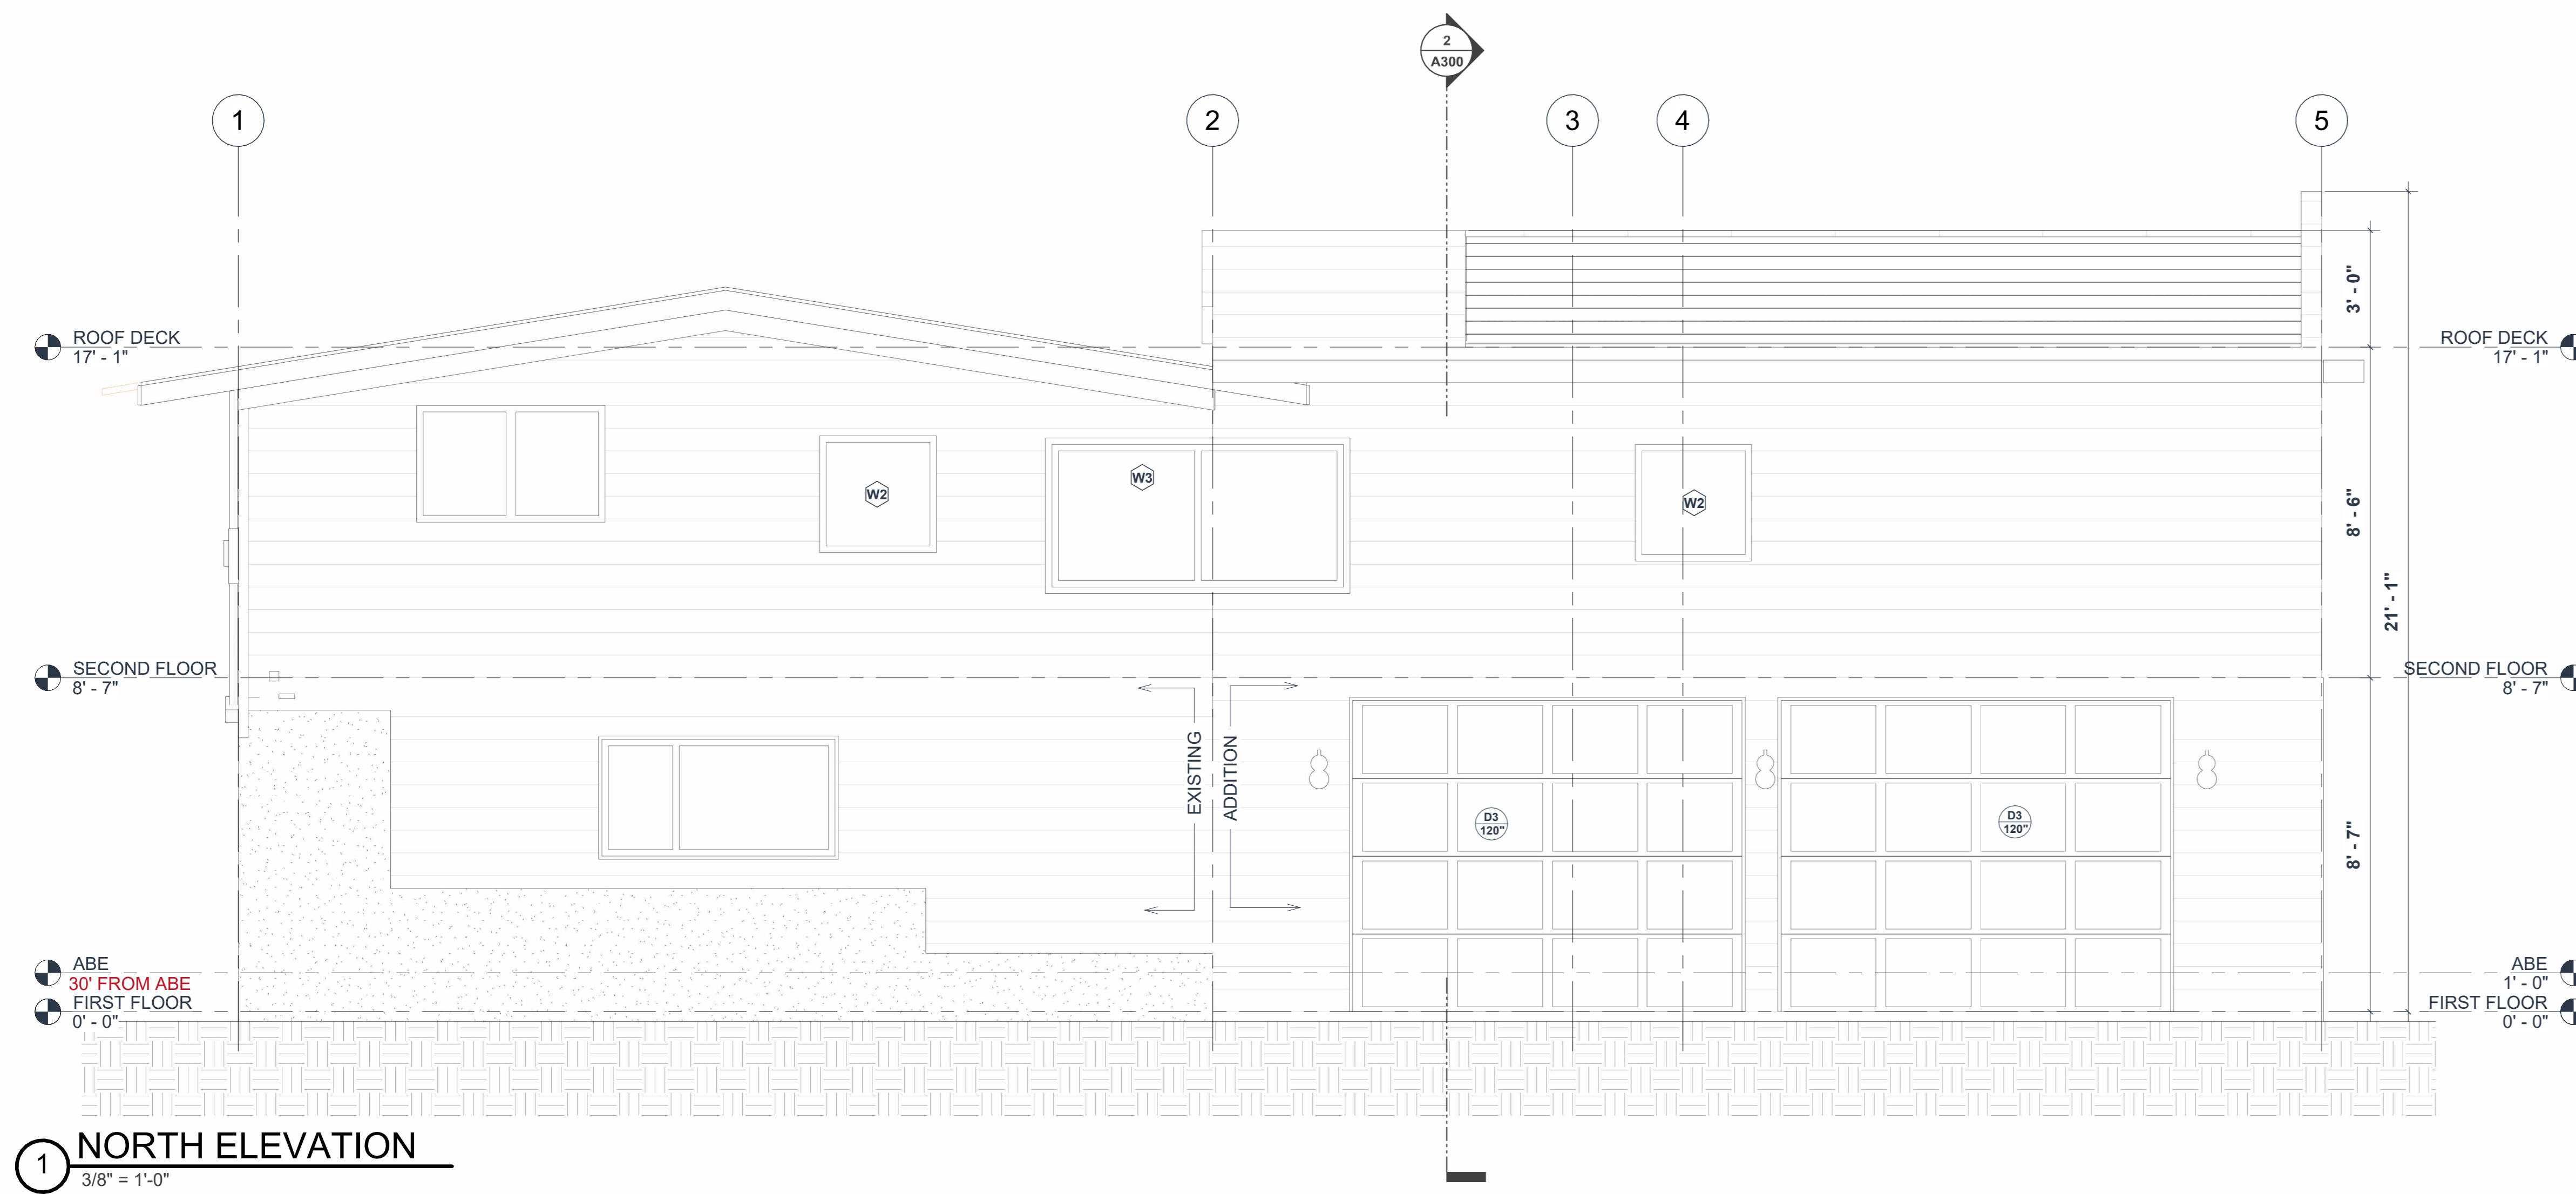 2
A300
1
2
3
4
5
3' - 0"
ROOF DECK
17' - 1"
ROOF DECK
17' - 1"
W3
W2
W2
8' - 6"
21' - 1"
SECOND FLOOR
8' - 7"
SECOND FLOOR
8' - 7"
EXISTING
ADDITION
D3
120"
D3
120"
8' - 7"
ABE
30' FROM ABE
ABE
1' - 0"
FIRST FLOOR
0' - 0"
FIRST FLOOR
0' - 0"
1
NORTH ELEVATION
3/8" = 1'-0"